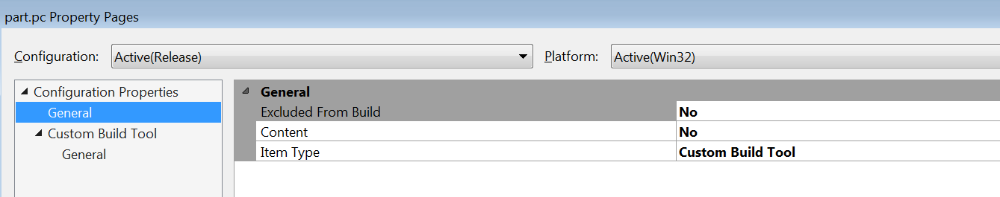 part.pc Property Pages
Configuration: Active(Release) Platform: Active(Win32)
Configuration Properties
General
Custom Build Tool
General
General
Excluded From Build No
Content No
Item Type Custom Build Tool